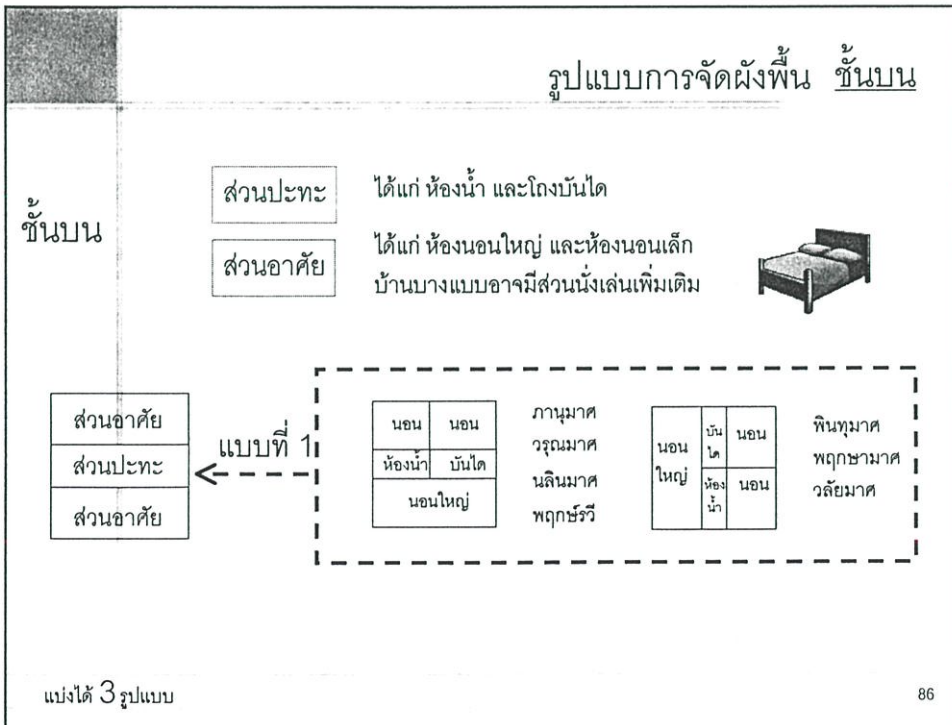 รูปแบบการจัดผังพื้น ชั้นบน
ชั้นบน
ส่วนปะทะ
ได้แก่ ห้องน้ำ และโถงบันได
ส่วนอาศัย
ได้แก่ ห้องนอนใหญ่ และห้องนอนเล็ก
บ้านบางแบบอาจมีส่วนนั่งเล่นเพิ่มเติม
ส่วนอาศัย
ส่วนปะทะ
ส่วนอาศัย
แบบที่ 1
นอน นอน
ห้องน้ำ บันได
นอนใหญ่
ภานุมาศ
วรุณมาศ
นลินมาศ
พฤกษ์รวี
นอน
ใหญ่
บัน
ได
นอน
ห้อง
น้ำ
นอน
พินทุมาศ
พฤกษามาศ
วลัยมาศ
แบ่งได้ 3 รูปแบบ
86